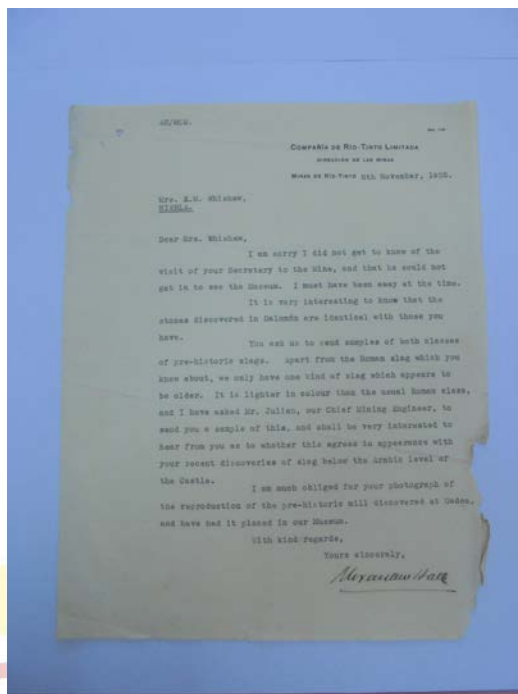 COMPAÑÍA DE RÍO-TINTO LIMITADA
DIRECCIÓN DE LAS MINAS
MINAS DE RÍO-TINTO 8th November,
Mrs. E.M. Whishaw,
NIEBLA.
Dear Mrs. Whishaw,
I am sorry I did not get to know of the
visit of your Secretary to the Mine, and that he could not
get in to see the Museum. I must have been away at the time.
It is very interesting to know that the
stones discovered in Salomón are identical with those you
have.
You ask us to send samples of both classes
of pre-historic slags. Apart from the Roman slag which you
know about, we only have one kind of slag which appears to
be older. It is lighter in colour than the usual Roman slags,
and I have asked Mr. Julian, our Chief Mining Engineer, to
send you a sample of this, and shall be very interested to
hear from you as to whether this agrees in appearance with
your recent discoveries of slag below the Arabic level of
the Castle.
I am much obliged for your photograph of
the reproduction of the pre-historic mill discovered at
and have had it placed in our Museum.
With kind regards,
Yours sincerely,